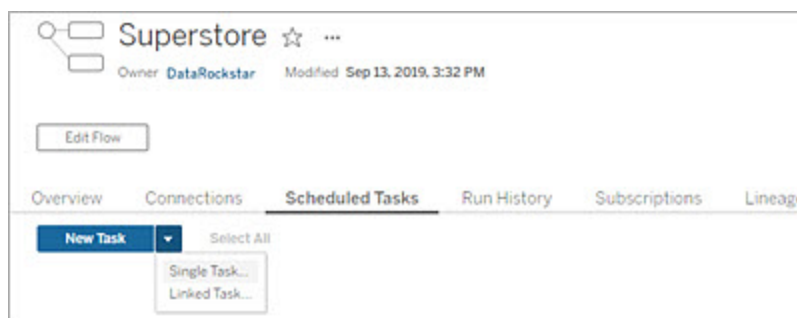 Superstore ...
Owner DataRockstar Modified Sep 13, 2019, 3:32 PM
Edit Flow
Overview Connections Scheduled Tasks Run History Subscriptions Lineag
New Task Select All
Single Task...
Linked Task...